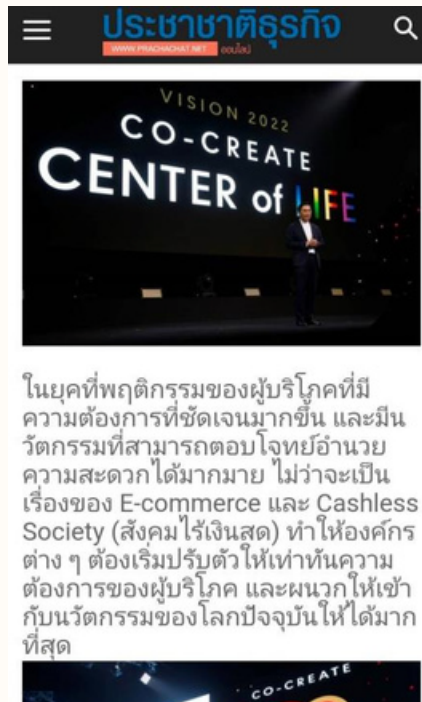 ประชาชาติธุรกิจ
WWW.PRACHACHAT.NET ออนไลน์
VISION 2022
CO-CREATE
CENTER of LIFE
ในยุคที่พฤติกรรมของผู้บริโภคที่มี
ความต้องการที่ชัดเจนมากขึ้น และมีน
วัตกรรมที่สามารถตอบโจทย์อำนวย
ความสะดวกได้มากมาย ไม่ว่าจะเป็น
เรื่องของ E-commerce และ Cashless
Society (สังคมไร้เงินสด) ทำให้องค์กร
ต่าง ๆ ต้องเริ่มปรับตัวให้เท่าทันความ
ต้องการของผู้บริโภค และผนวกให้เข้า
กับนวัตกรรมของโลกปัจจุบันให้ได้มาก
ที่สุด
CO-CREATE